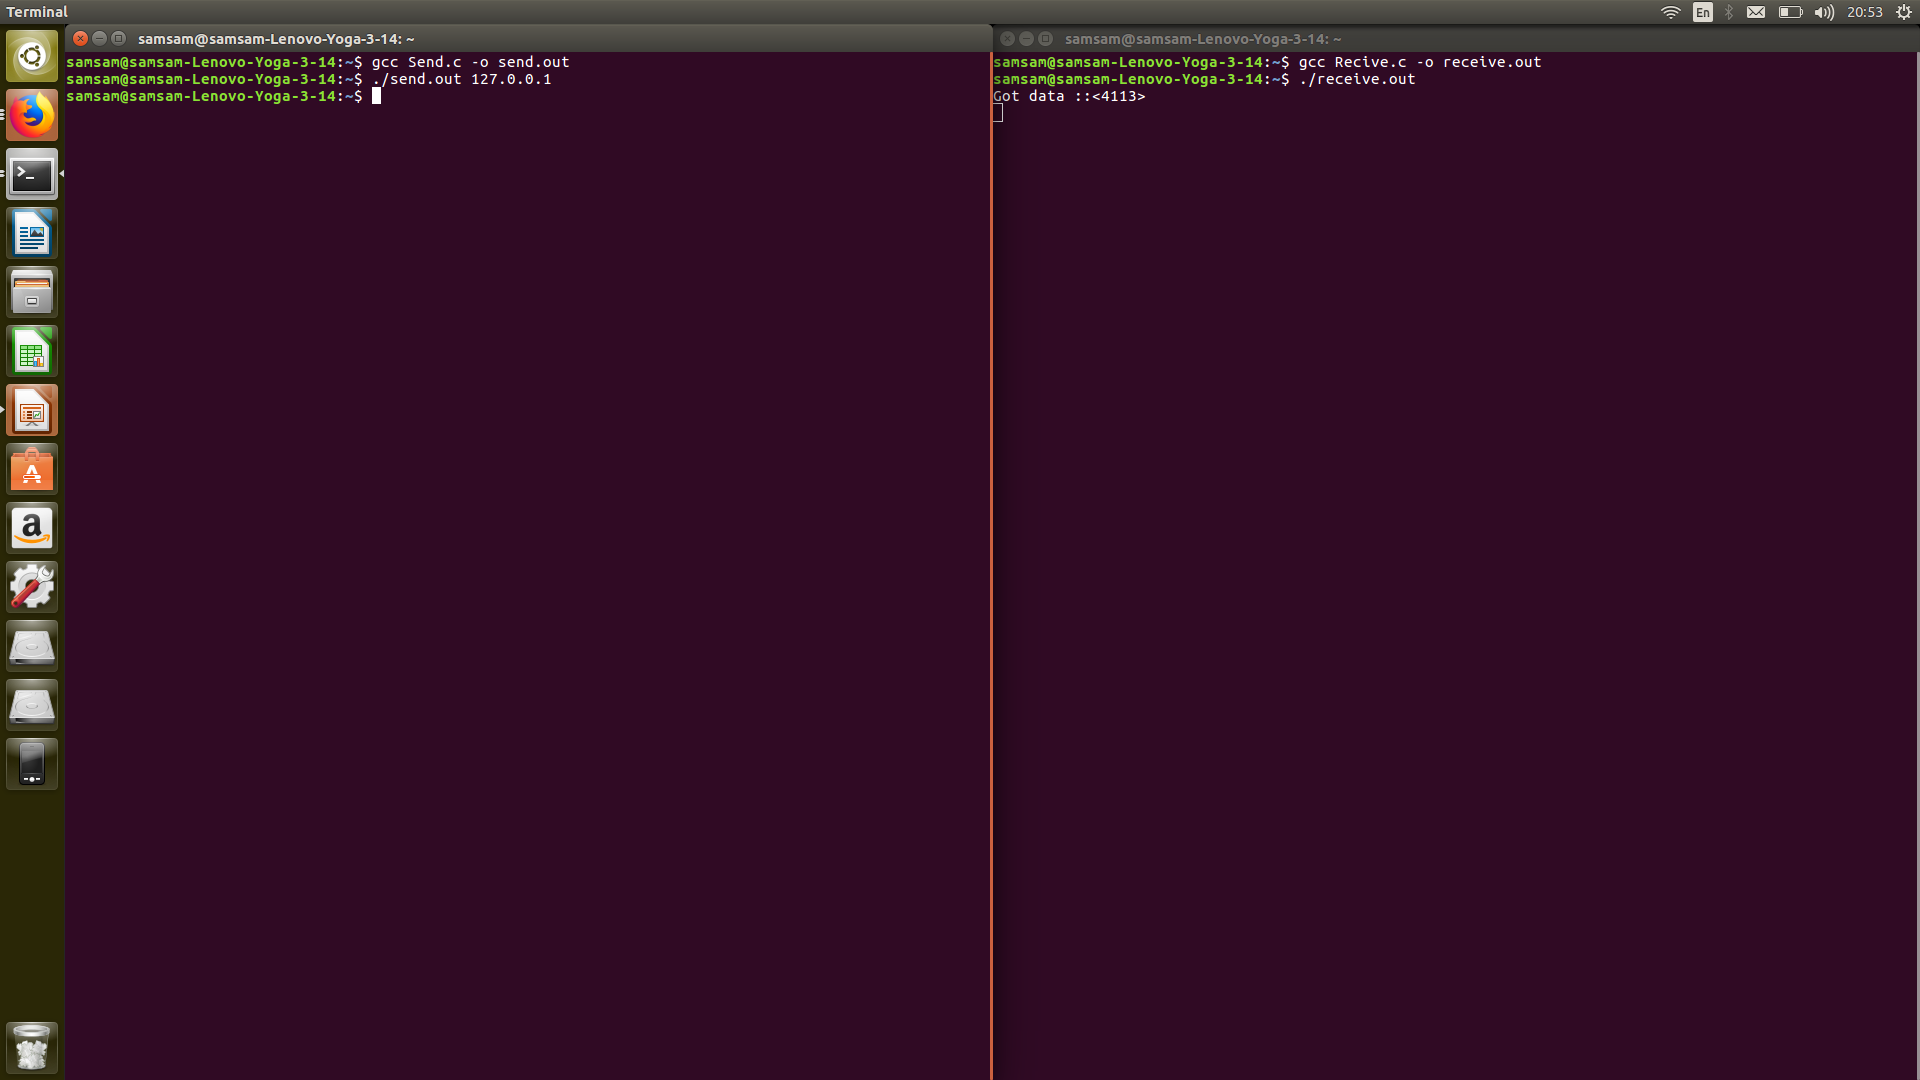 Terminal
En
20:53
samsam@samsam-Lenovo-Yoga-3-14: ~
samsam@samsam-Lenovo-Yoga-3-14:~$ gcc Send.c -o send.out
samsam@samsam-Lenovo-Yoga-3-14:~$ ./send.out 127.0.0.1
samsam@samsam-Lenovo-Yoga-3-14:~$
samsam@samsam-Lenovo-Yoga-3-14: ~
samsam@samsam-Lenovo-Yoga-3-14:~$ gcc Recive.c -o receive.out
samsam@samsam-Lenovo-Yoga-3-14:~$ ./receive.out
Got data ::<4113>